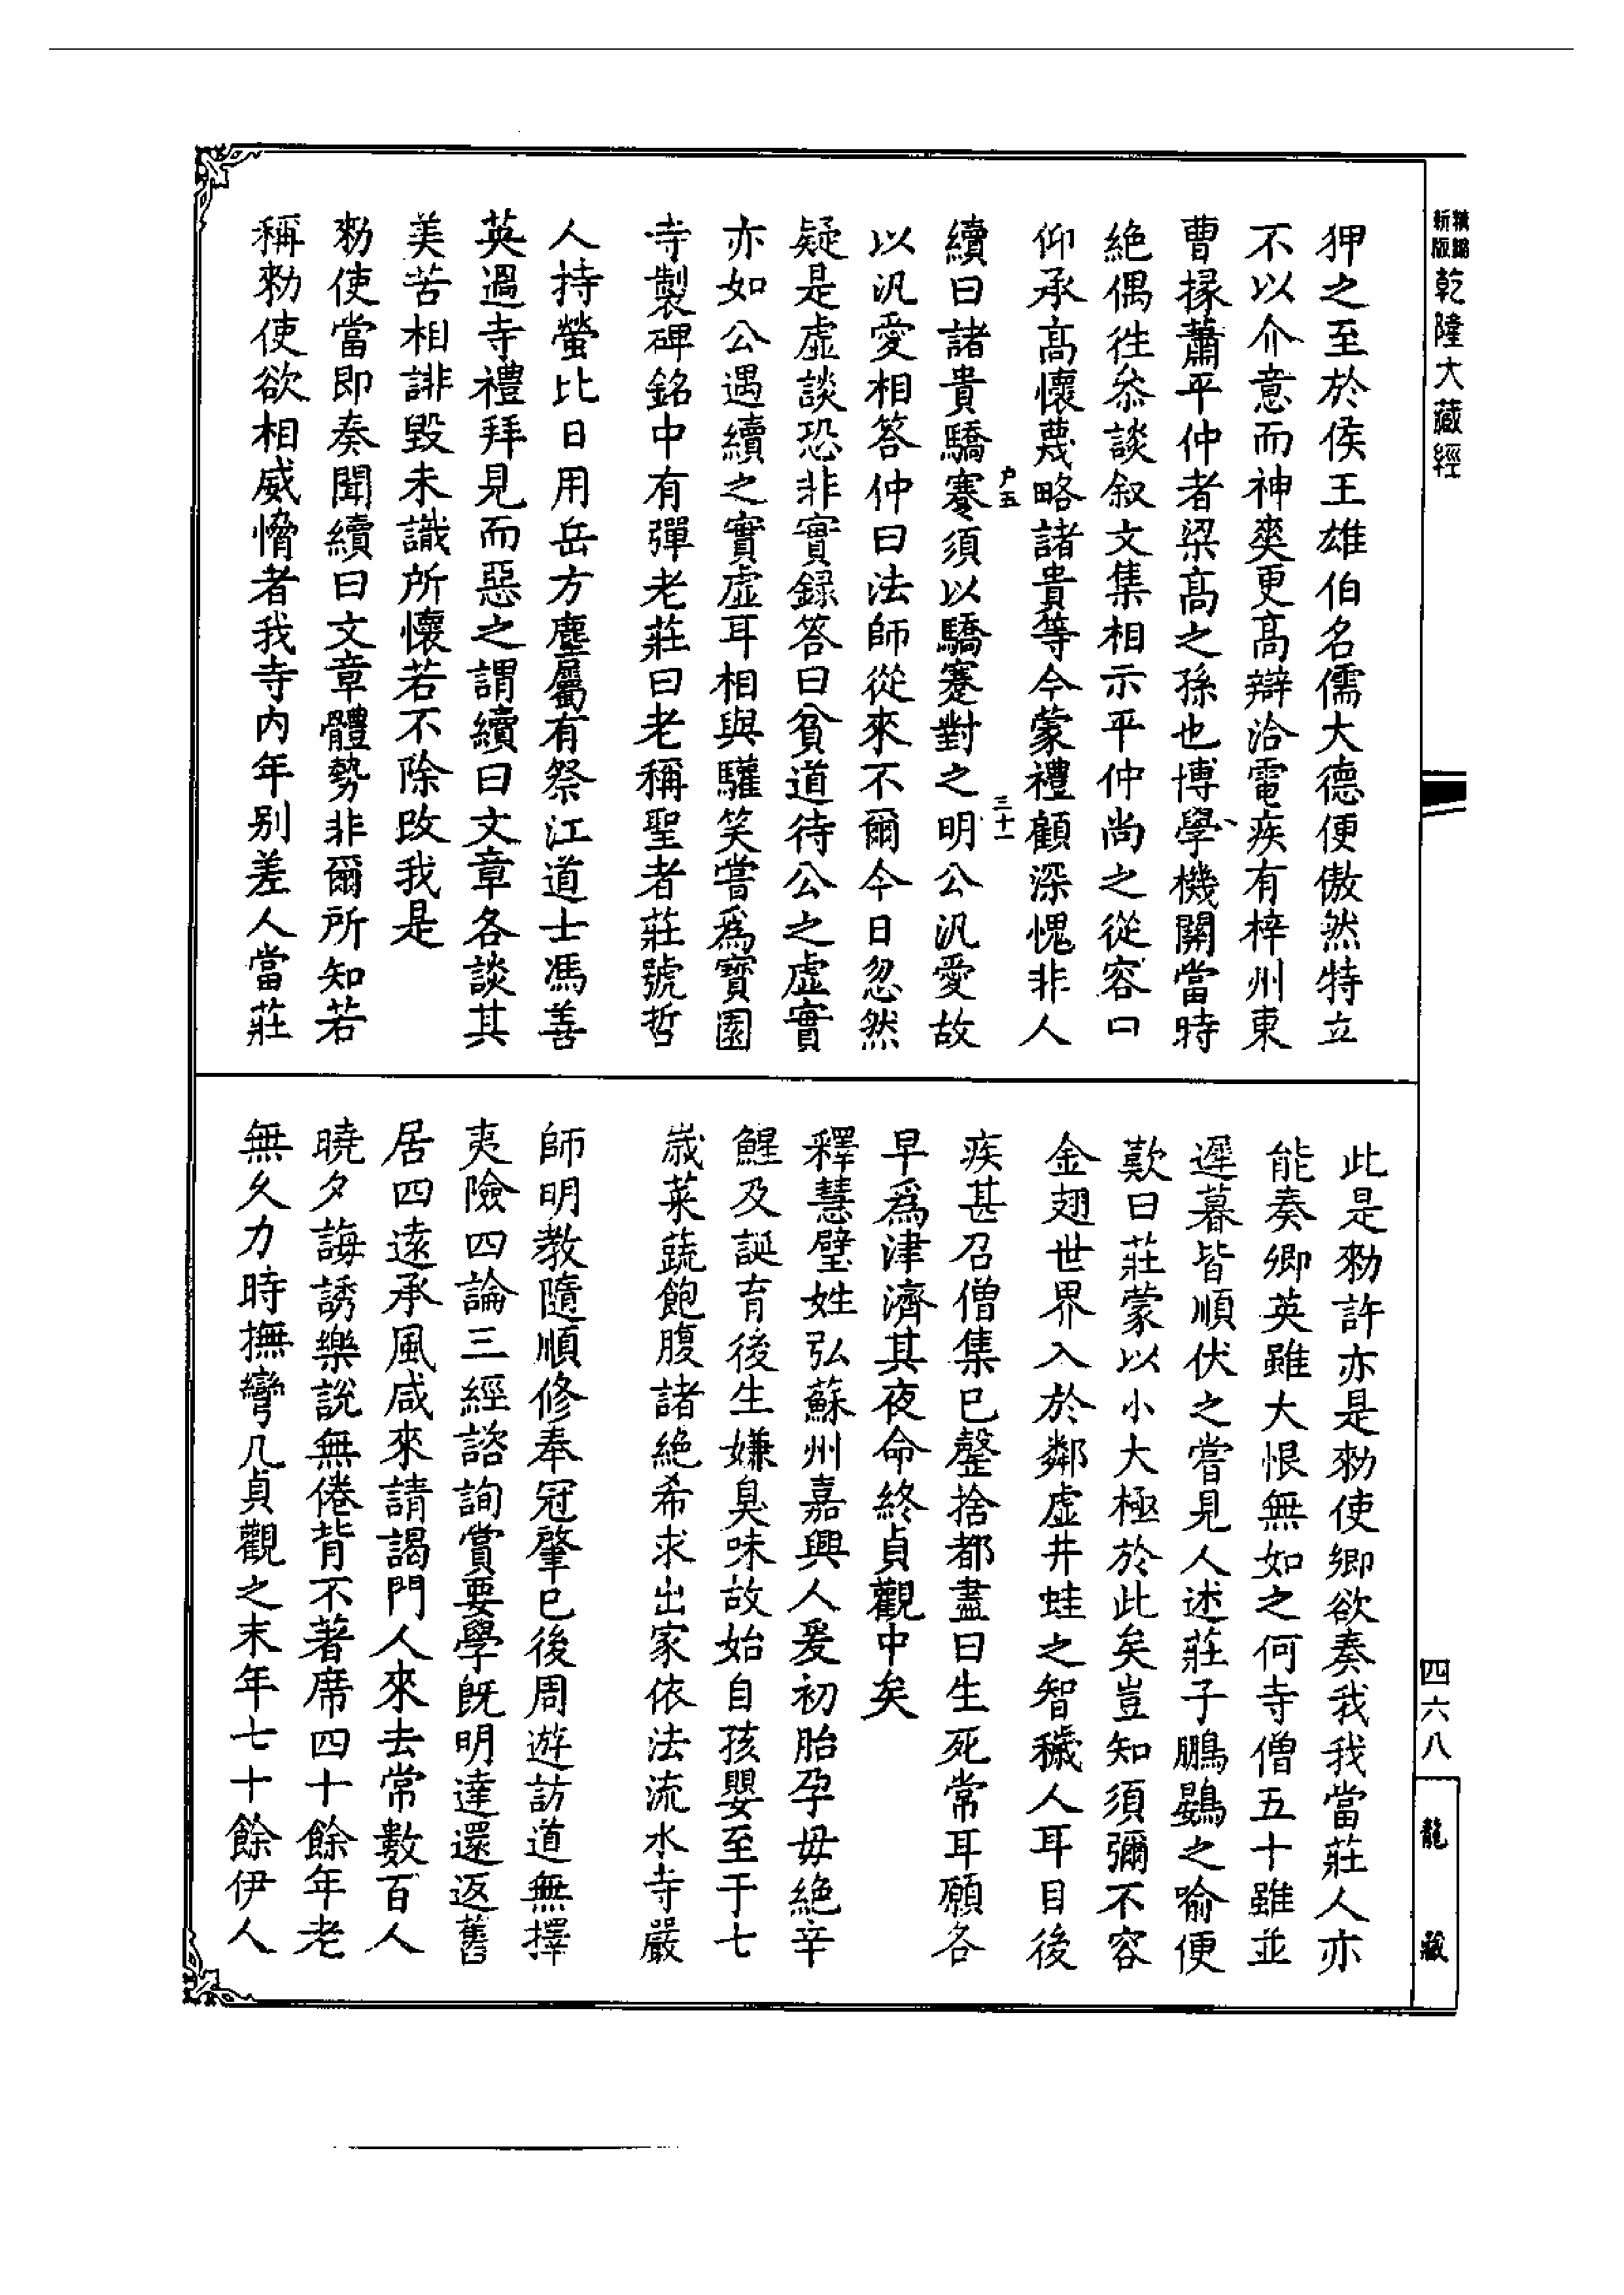 精編
新版
乾隆大藏經
狎之至於侯王雄伯名儒大德便傲然特立
不以介意而神爽更髙辯洽電疾有梓州東
曹掾蕭平仲者梁髙之孫也博學機關當時
絶偶徃叅談叙文集相示平仲尚之從容曰
仰承髙懷蔑略諸貴等今蒙禮顧深愧非人
户五
三十一
續曰諸貴驕蹇須以驕蹇對之明公汎愛故
以汎愛相答仲曰法師從來不爾今日忽然
疑是虛談恐非實録答曰貧道待公之虛實
亦如公遇續之實虛耳相與驩笑嘗爲寳園
寺製碑銘中有彈老莊曰老稱聖者莊號哲
人持螢比日用岳方塵屬有祭江道士馮善
英過寺禮拜見而惡之謂續曰文章各談其
美苦相誹毀未識所懷若不除改我是
勑使當即奏聞續曰文章體勢非爾所知若
稱勑使欲相威脅者我寺内年别差人當莊
此是勑許亦是勑使卿欲奏我我當莊人亦
能奏卿英雖大恨無如之何寺僧五十雖並
遲暮皆順伏之嘗見人述莊子鵬鷃之喻便
歎曰莊蒙以小大極於此矣豈知須彌不容
金翅世界入於鄰虛井蛙之智穢人耳目後
疾甚召僧集已罄捨都盡曰生死常耳願各
早爲津濟其夜命終貞觀中矣
釋慧璧姓弘蘇州嘉興人爰初胎孕毋絶辛
鯹及誕育後生嫌臭味故始自孩嬰至于七
歲菜蔬飽腹諸絶希求出家依法流水寺嚴
師明教隨順修奉冠肇已後周遊訪道無擇
夷險四論三經諮詢賞要學旣明達還返舊
居四遠承風咸來請謁門人來去常數百人
曉夕誨誘樂說無倦背不著席四十餘年老
無久力時撫彎几貞觀之末年七十餘伊人
四六八
龍藏